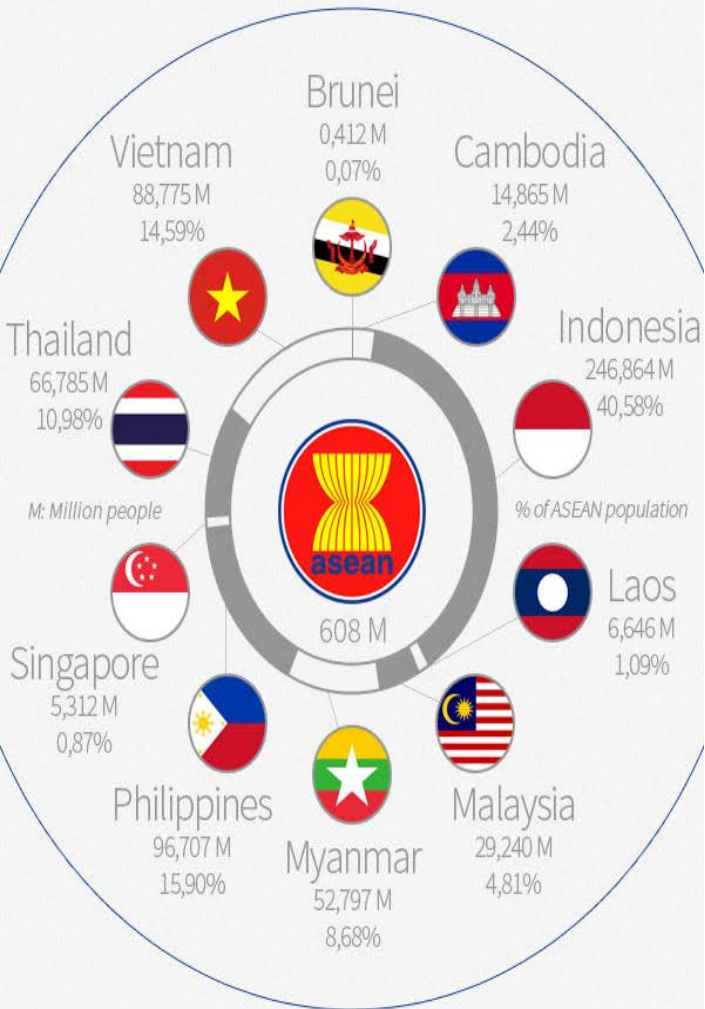 Brunei
0,412 M
0,07%
Vietnam
88,775 M
14,59%
Cambodia
14,865 M
2,44%
Thailand
66,785 M
10,98%
Indonesia
246,864 M
40,58%
M: Million people
% of ASEAN population
asean
608 M
Singapore
5,312 M
0,87%
Laos
6,646 M
1,09%
Philippines
96,707 M
15,90%
Myanmar
52,797 M
8,68%
Malaysia
29,240 M
4,81%